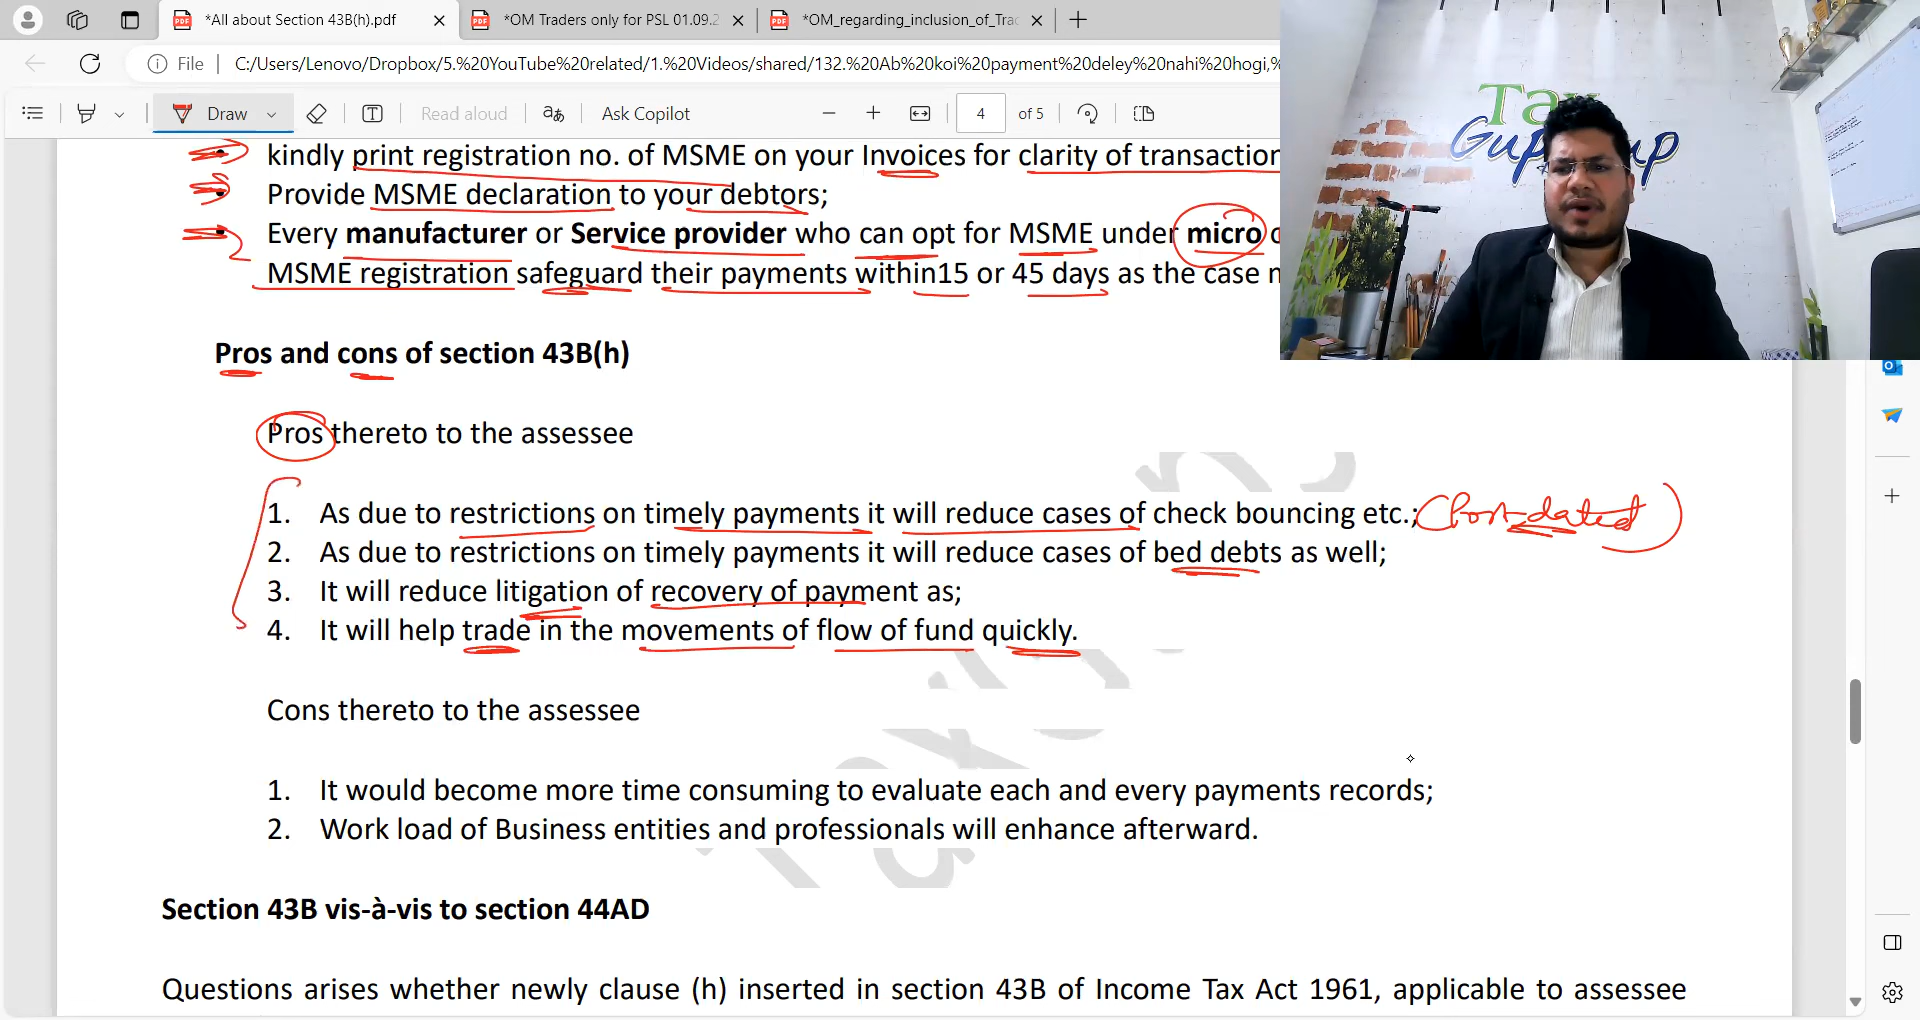 *All about Section 43B(h).pdf
*OM Traders only for PSL 01.09.2
*OM_regarding_inclusion_of_Trac
File
C:/Users/Lenovo/Dropbox/5.%20YouTube%20related/1.%20Videos/shared/132.%20Ab%20koi%20payment%20deley%20nahi%20hogi,%
Draw
Read aloud
aあ
Ask Copilot
4 of 5
Tax
Gupshup
kindly print registration no. of MSME on your Invoices for clarity of transaction
Provide MSME declaration to your debtors;
Every manufacturer or Service provider who can opt for MSME under micro
MSME registration safeguard their payments within15 or 45 days as the case
Pros and cons of section 43B(h)
Pros thereto to the assessee
1. As due to restrictions on timely payments it will reduce cases of check bouncing etc.; (Post-dated)
2. As due to restrictions on timely payments it will reduce cases of bed debts as well;
3. It will reduce litigation of recovery of payment as;
4. It will help trade in the movements of flow of fund quickly.
Cons thereto to the assessee
1. It would become more time consuming to evaluate each and every payments records;
2. Work load of Business entities and professionals will enhance afterward.
Section 43B vis-à-vis to section 44AD
Questions arises whether newly clause (h) inserted in section 43B of Income Tax Act 1961, applicable to assessee